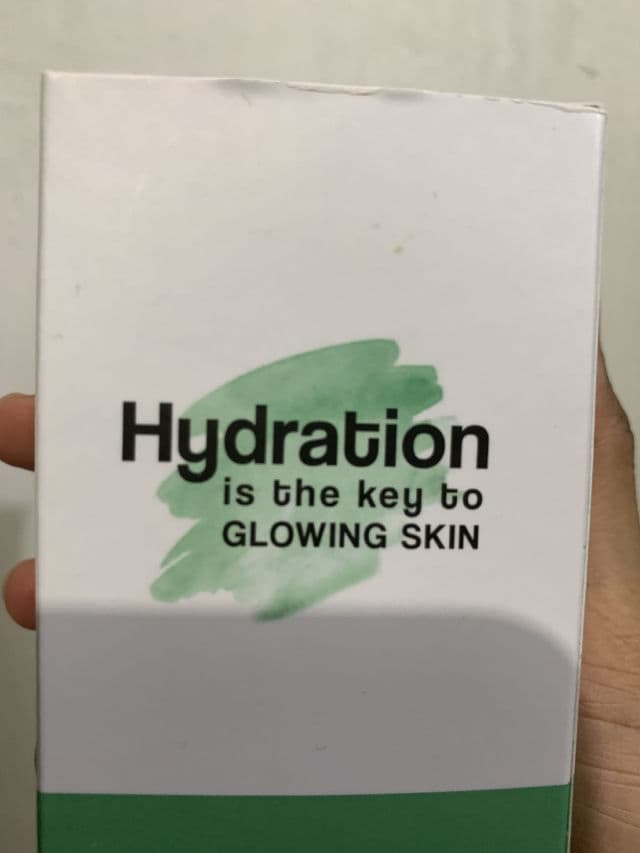 Hydration
is the key to
GLOWING SKIN